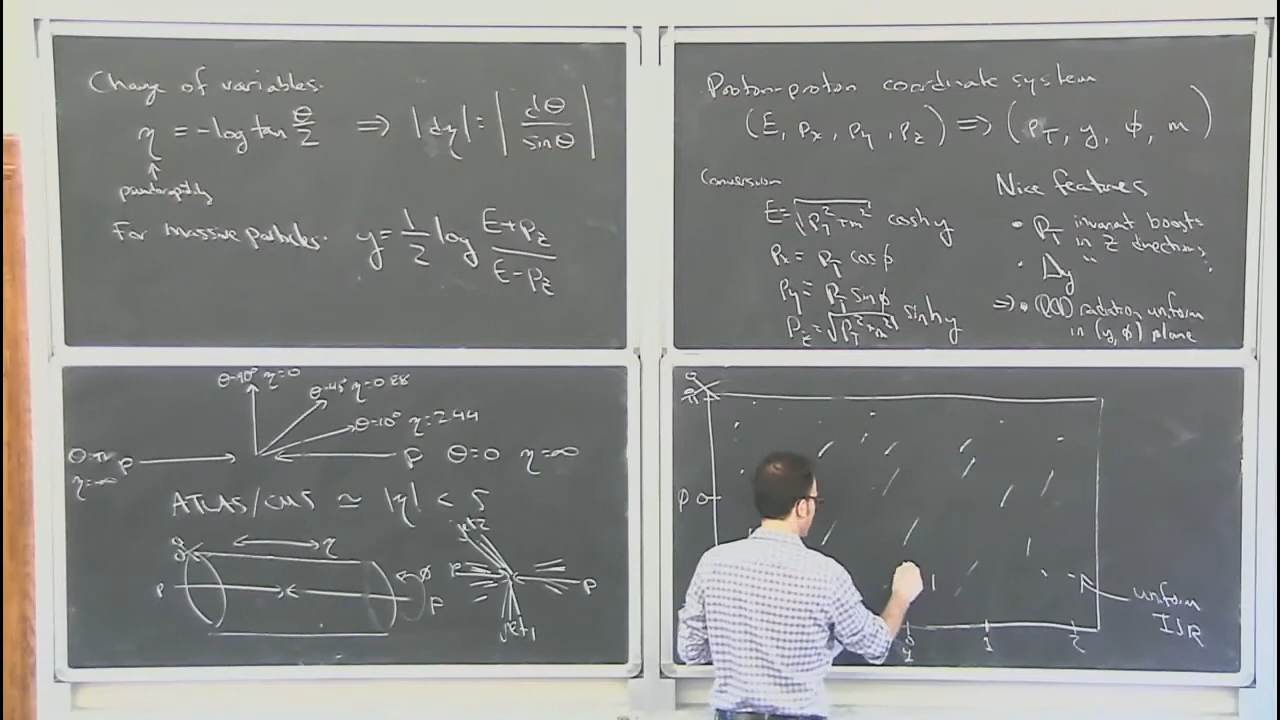 Change of variables.
η = -log tan θ/2 ⇒ |dη| = |dθ/sinθ|
pseudorapidity
For massive particles. y = 1/2 log (E+Pz)/(E-Pz)
Proton-proton coordinate system
(E, Px, Py, Pz) ⇒ (PT, y, φ, m)
Conversion
E = √(PT² + m²) cosh y
Px = PT cos φ
Py = PT sin φ
Pz = √(PT² + m²) sinh y
Nice features
• PT invariant boosts
in z directions
• Δy " "
⇒ • QCD radiation uniform
in (y, φ) plane
θ=90° η=0
θ=45° η=0.88
θ=10° η=2.44
θ=π
η=-∞
P
P θ=0 η=∞
ATLAS/CMS ≃ |η| < 5
η
P
φ
P
jet 2
P
P
jet 1
π
φ 0
0 1 2
y
uniform
ISR